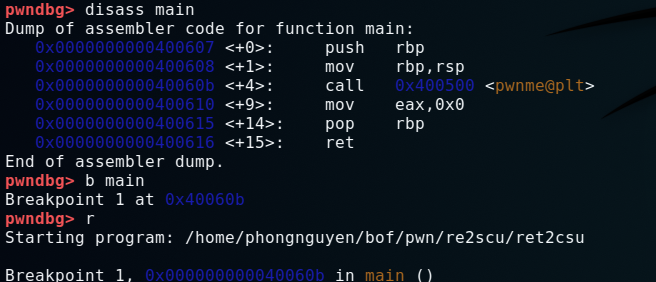 pwndbg> disass main
Dump of assembler code for function main:
   0x0000000000400607 <+0>:     push   rbp
   0x0000000000400608 <+1>:     mov    rbp,rsp
   0x000000000040060b <+4>:     call   0x400500 <pwnme@plt>
   0x0000000000400610 <+9>:     mov    eax,0x0
   0x0000000000400615 <+14>:    pop    rbp
   0x0000000000400616 <+15>:    ret
End of assembler dump.
pwndbg> b main
Breakpoint 1 at 0x40060b
pwndbg> r
Starting program: /home/phongnguyen/bof/pwn/re2scu/ret2csu

Breakpoint 1, 0x000000000040060b in main ()